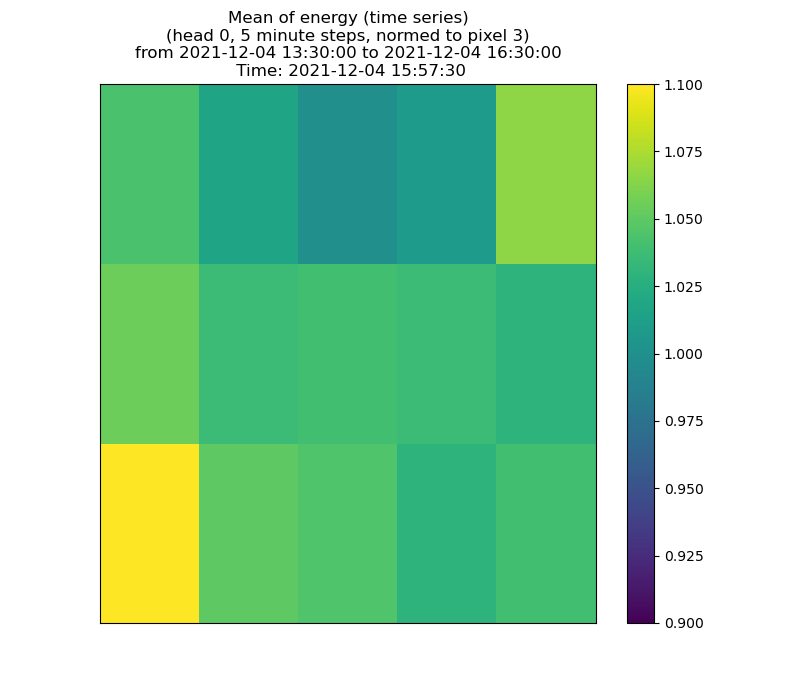 Mean of energy (time series)
(head 0, 5 minute steps, normed to pixel 3)
from 2021-12-04 13:30:00 to 2021-12-04 16:30:00
Time: 2021-12-04 15:57:30
1.100
1.075
1.050
1.025
1.000
0.975
0.950
0.925
0.900